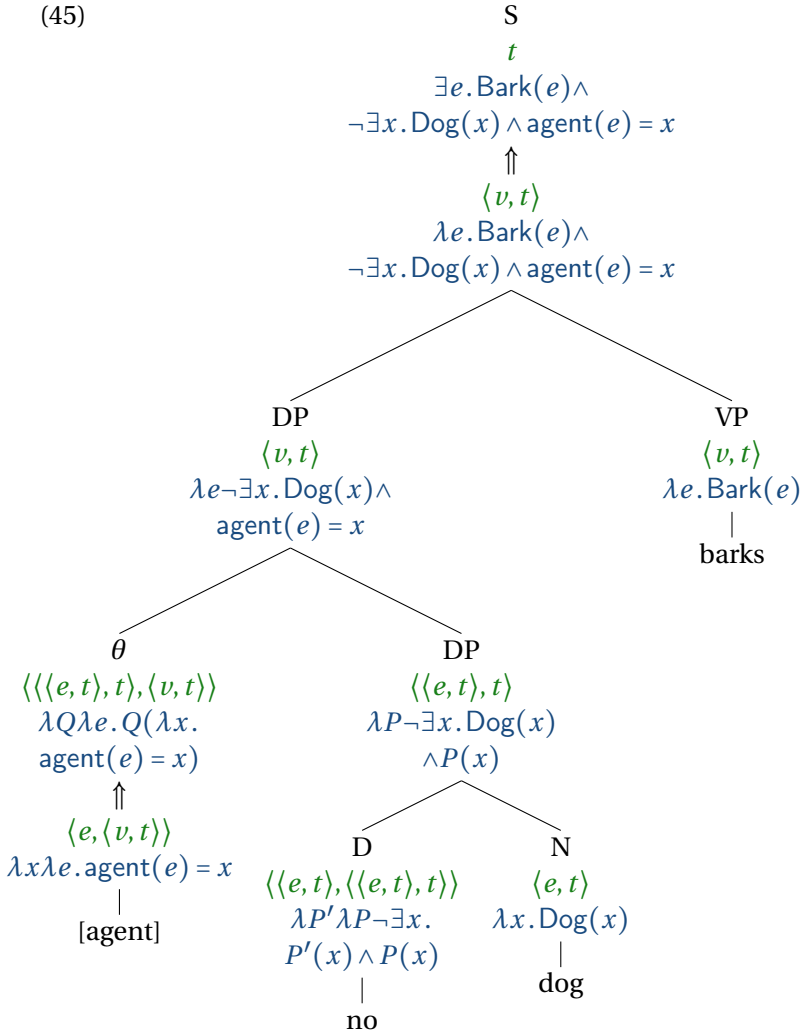 (45)
S
t
∃e.Bark(e)∧
¬∃x.Dog(x)∧agent(e) = x
⇑
⟨v,t⟩
λe.Bark(e)∧
¬∃x.Dog(x)∧agent(e) = x
DP
⟨v,t⟩
λe¬∃x.Dog(x)∧
agent(e) = x
VP
⟨v,t⟩
λe.Bark(e)
barks
θ
⟨⟨⟨e,t⟩,t⟩,⟨v,t⟩⟩
λQλe.Q(λx.
agent(e) = x)
⇑
⟨e,⟨v,t⟩⟩
λxλe.agent(e) = x
[agent]
DP
⟨⟨e,t⟩,t⟩
λP¬∃x.Dog(x)
∧P(x)
D
⟨⟨e,t⟩,⟨⟨e,t⟩,t⟩⟩
λP′λP¬∃x.
P′(x)∧P(x)
no
N
⟨e,t⟩
λx.Dog(x)
dog